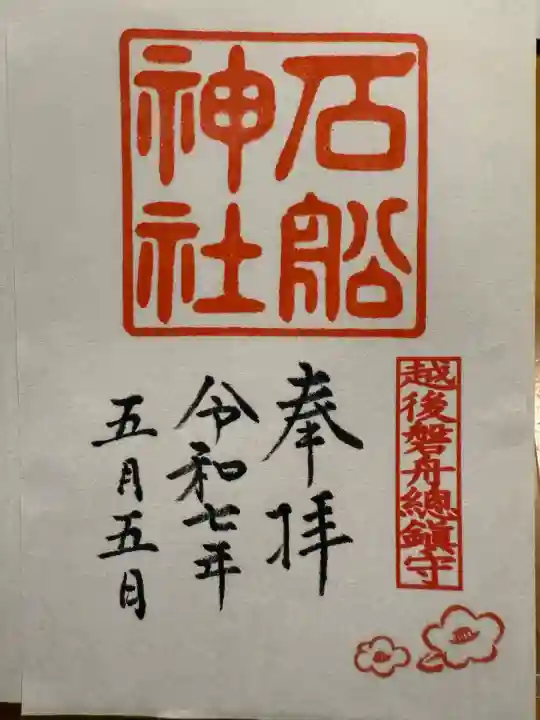 石船
神社
越後磐舟總鎮守
奉拝
令和七年
五月五日